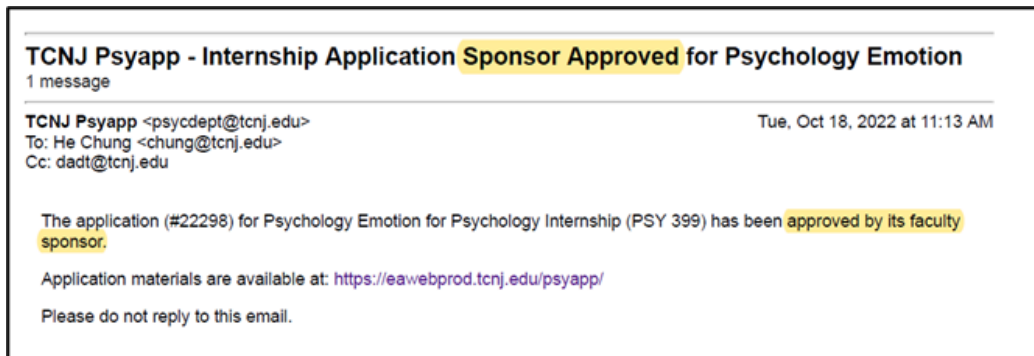 TCNJ Psyapp - Internship Application Sponsor Approved for Psychology Emotion
1 message
TCNJ Psyapp <psycdept@tcnj.edu> Tue, Oct 18, 2022 at 11:13 AM
To: He Chung <chung@tcnj.edu>
Cc: dadt@tcnj.edu
The application (#22298) for Psychology Emotion for Psychology Internship (PSY 399) has been approved by its faculty
sponsor.
Application materials are available at: https://eawebprod.tcnj.edu/psyapp/
Please do not reply to this email.